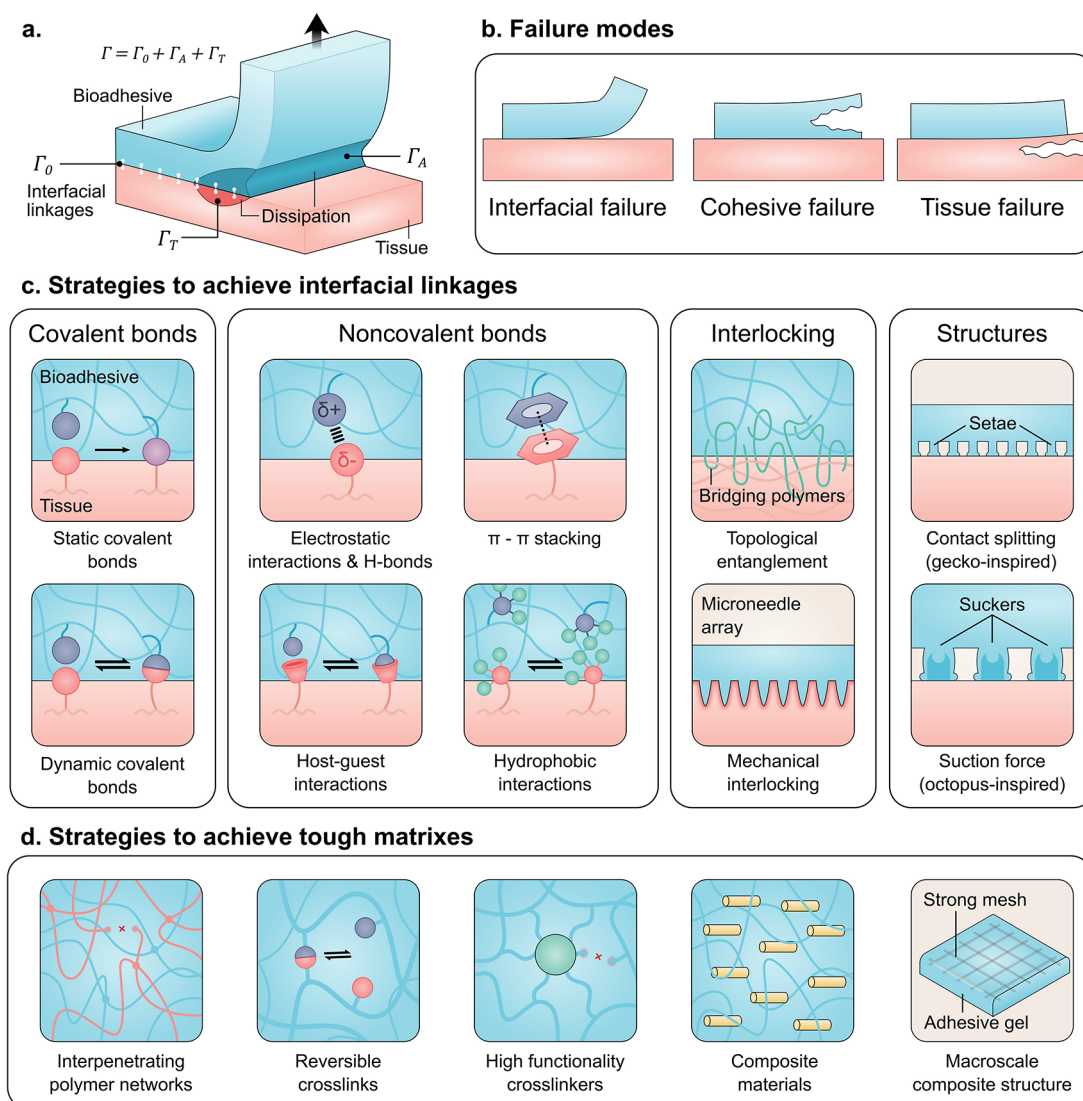 a.
Γ = Γ₀ + Γ_A + Γ_T
Bioadhesive
Γ₀
Interfacial
linkages
Γ_A
Dissipation
Γ_T
Tissue
b. Failure modes
Interfacial failure
Cohesive failure
Tissue failure
c. Strategies to achieve interfacial linkages
Covalent bonds
Bioadhesive
Tissue
Static covalent
bonds
Dynamic covalent
bonds
Noncovalent bonds
δ+
δ-
Electrostatic
interactions & H-bonds
π - π stacking
Host-guest
interactions
Hydrophobic
interactions
Interlocking
Bridging polymers
Topological
entanglement
Microneedle
array
Mechanical
interlocking
Structures
Setae
Contact splitting
(gecko-inspired)
Suckers
Suction force
(octopus-inspired)
d. Strategies to achieve tough matrixes
Interpenetrating
polymer networks
Reversible
crosslinks
High functionality
crosslinkers
Composite
materials
Strong mesh
Adhesive gel
Macroscale
composite structure